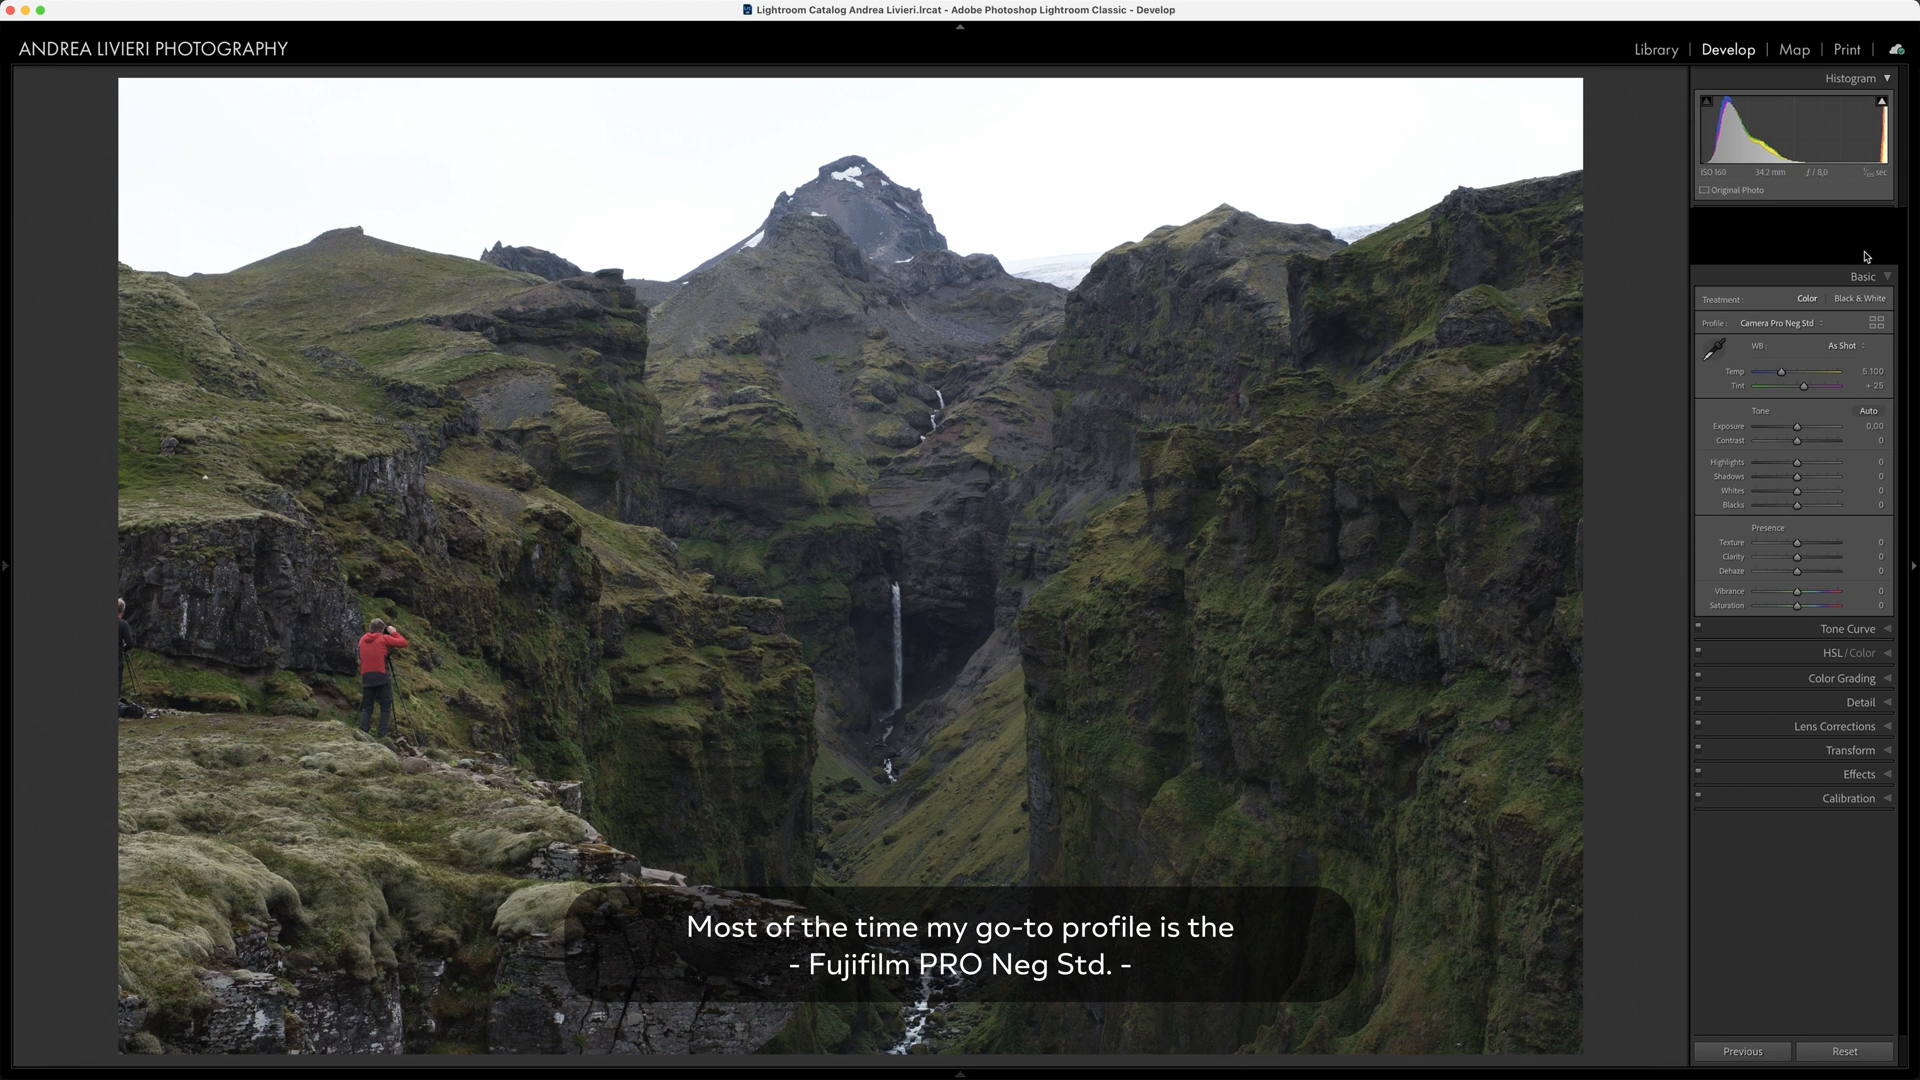 Lightroom Catalog Andrea Livieri.lrcat - Adobe Photoshop Lightroom Classic - Develop
ANDREA LIVIERI PHOTOGRAPHY
Library | Develop | Map | Print |
Histogram
ISO 160 34.2 mm ƒ / 8,0 1/125 sec
Original Photo
Basic
Treatment : Color Black & White
Profile : Camera Pro Neg Std
WB : As Shot
Temp 5.100
Tint + 25
Tone Auto
Exposure 0,00
Contrast 0
Highlights 0
Shadows 0
Whites 0
Blacks 0
Presence
Texture 0
Clarity 0
Dehaze 0
Vibrance 0
Saturation 0
Tone Curve
HSL / Color
Color Grading
Detail
Lens Corrections
Transform
Effects
Calibration
Most of the time my go-to profile is the
- Fujifilm PRO Neg Std. -
Previous Reset